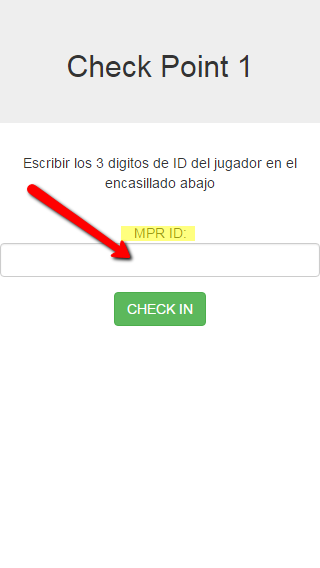 Check Point 1
Escribir los 3 digitos de ID del jugador en el
encasillado abajo
MPR ID:
CHECK IN